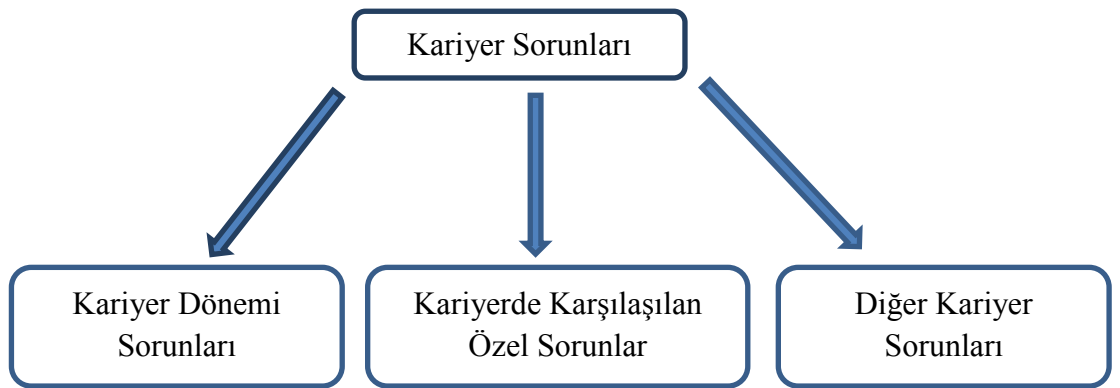 Kariyer Sorunları
Kariyer Dönemi
Sorunları
Kariyerde Karşılaşılan
Özel Sorunlar
Diğer Kariyer
Sorunları